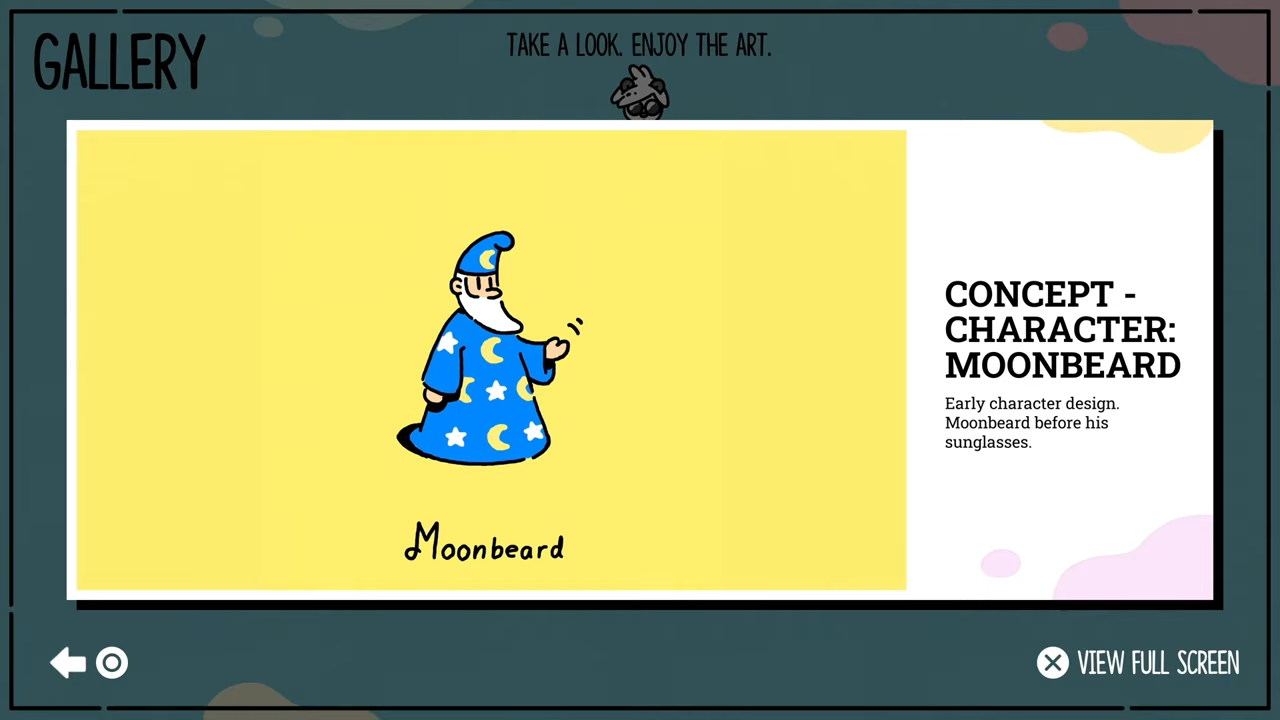 GALLERY
TAKE A LOOK. ENJOY THE ART.
CONCEPT -
CHARACTER:
MOONBEARD
Early character design.
Moonbeard before his
sunglasses.
Moonbeard
VIEW FULL SCREEN